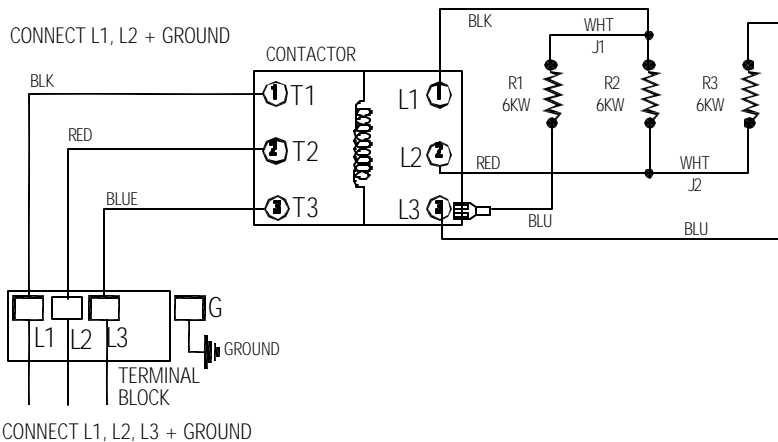 CONNECT L1, L2 + GROUND
BLK
WHT
J1
CONTACTOR
BLK
R1
6KW
R2
6KW
R3
6KW
1
T1
L1
1
RED
2
T2
L2
2
RED
WHT
J2
BLUE
3
T3
L3
3
BLU
BLU
L1
L2
L3
G
GROUND
TERMINAL
BLOCK
CONNECT L1, L2, L3 + GROUND